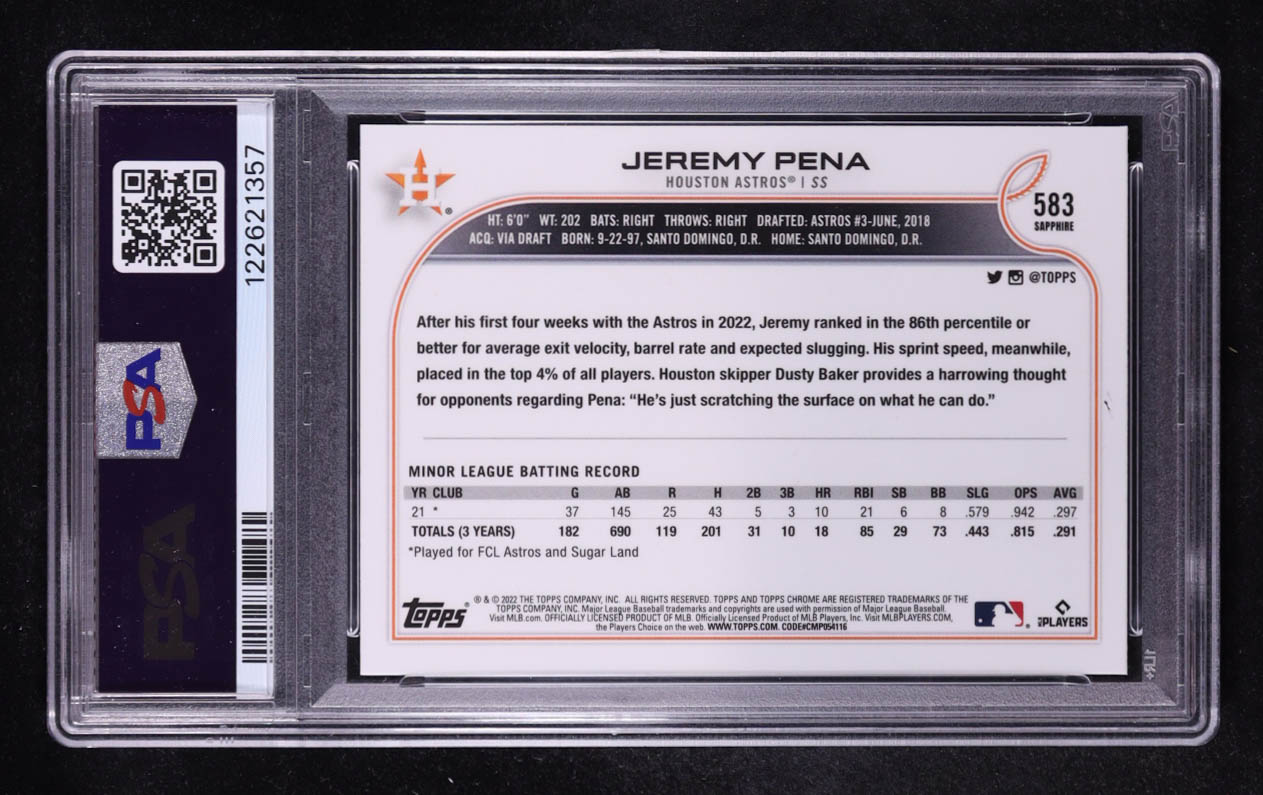 122621357
PSA
PSA
PSA
H
JEREMY PENA
HOUSTON ASTROS® | SS
583
SAPPHIRE
HT: 6'0" WT: 202 BATS: RIGHT THROWS: RIGHT DRAFTED: ASTROS #3-JUNE, 2018
ACQ: VIA DRAFT BORN: 9-22-97, SANTO DOMINGO, D.R. HOME: SANTO DOMINGO, D.R.
@TOPPS
After his first four weeks with the Astros in 2022, Jeremy ranked in the 86th percentile or
better for average exit velocity, barrel rate and expected slugging. His sprint speed, meanwhile,
placed in the top 4% of all players. Houston skipper Dusty Baker provides a harrowing thought
for opponents regarding Pena: “He’s just scratching the surface on what he can do.”
MINOR LEAGUE BATTING RECORD
YR CLUB G AB R H 2B 3B HR RBI SB BB SLG OPS AVG
21 * 37 145 25 43 5 3 10 21 6 8 .579 .942 .297
TOTALS (3 YEARS) 182 690 119 201 31 10 18 85 29 73 .443 .815 .291
*Played for FCL Astros and Sugar Land
Topps®
® & © 2022 THE TOPPS COMPANY, INC. ALL RIGHTS RESERVED. TOPPS AND TOPPS CHROME ARE REGISTERED TRADEMARKS OF THE
TOPPS COMPANY, INC. Major League Baseball trademarks and copyrights are used with permission of Major League Baseball.
Visit MLB.com. OFFICIALLY LICENSED PRODUCT OF MLB. Officially Licensed Product of MLB Players, Inc. Visit MLBPLAYERS.COM,
the Players Choice on the web. WWW.TOPPS.COM. CODE#CMP054116
MLBPLAYERS
1LR+